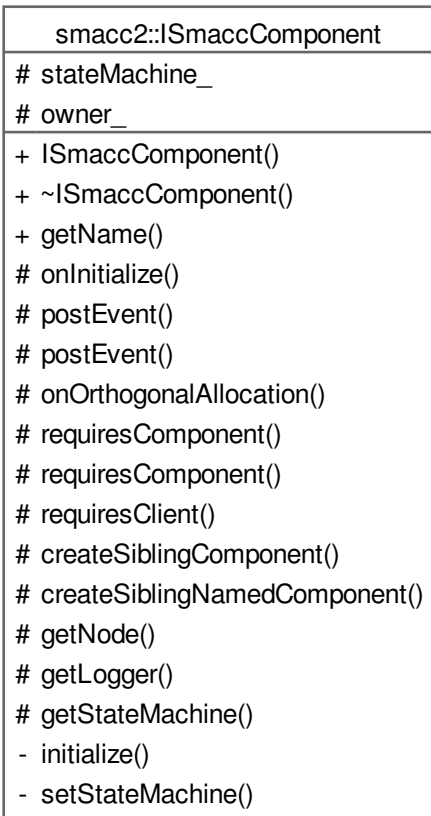 smacc2::ISmaccComponent
# stateMachine_
# owner_
+ ISmaccComponent()
+ ~ISmaccComponent()
+ getName()
# onInitialize()
# postEvent()
# postEvent()
# onOrthogonalAllocation()
# requiresComponent()
# requiresComponent()
# requiresClient()
# createSiblingComponent()
# createSiblingNamedComponent()
# getNode()
# getLogger()
# getStateMachine()
- initialize()
- setStateMachine()